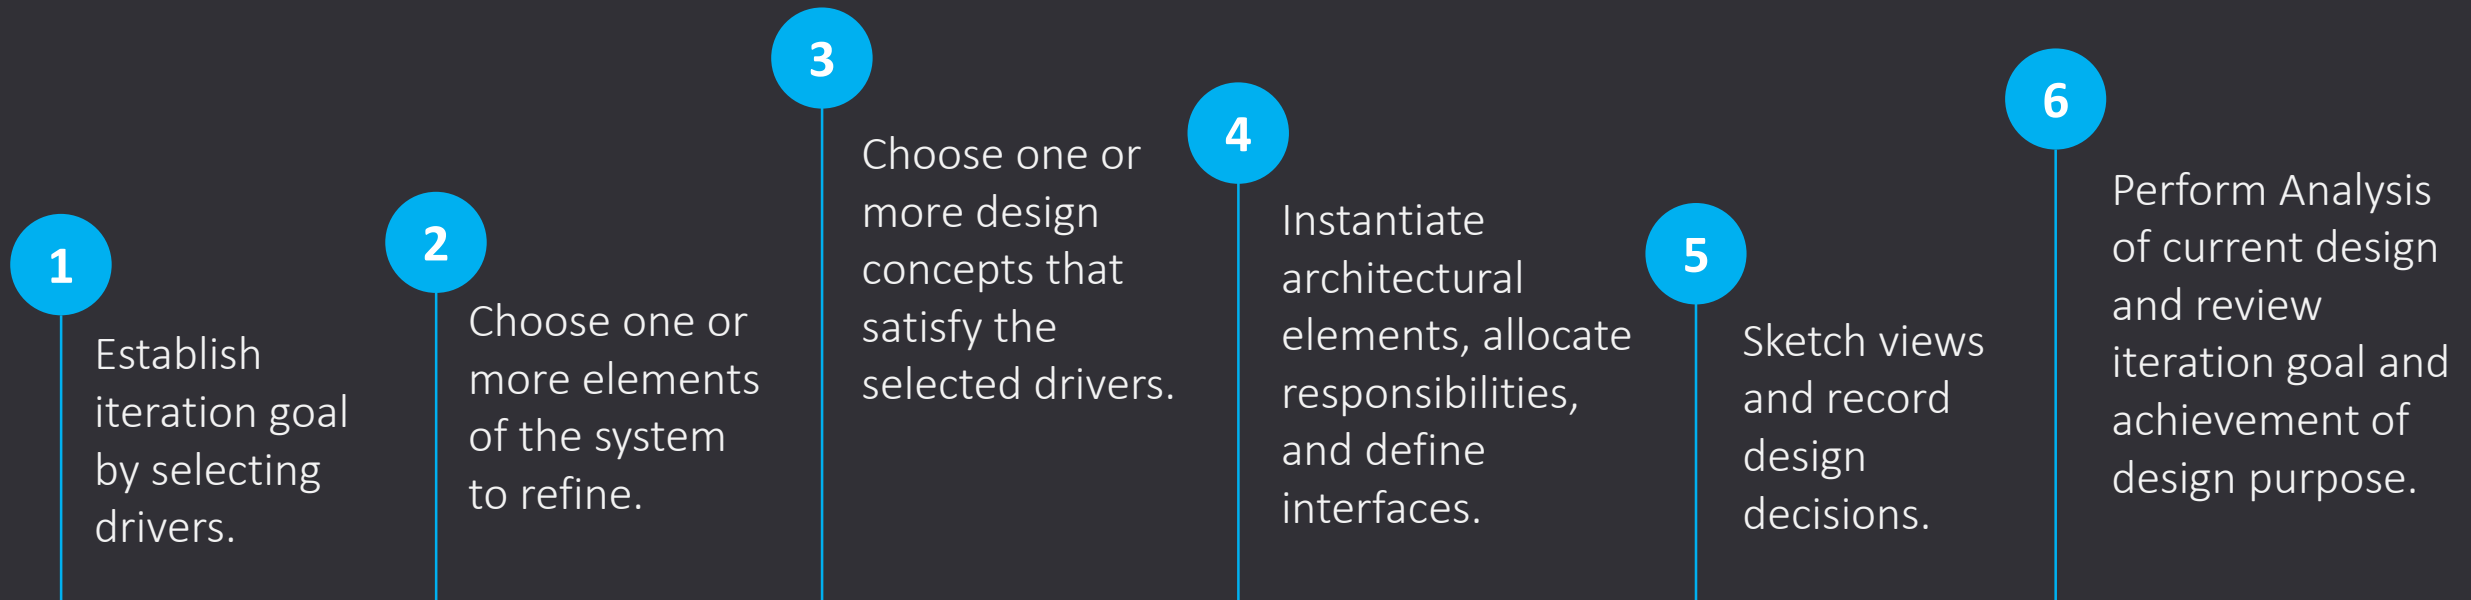 1
Establish
iteration goal
by selecting
drivers.
2
Choose one or
more elements
of the system
to refine.
3
Choose one or
more design
concepts that
satisfy the
selected drivers.
4
Instantiate
architectural
elements, allocate
responsibilities,
and define
interfaces.
5
Sketch views
and record
design
decisions.
6
Perform Analysis
of current design
and review
iteration goal and
achievement of
design purpose.